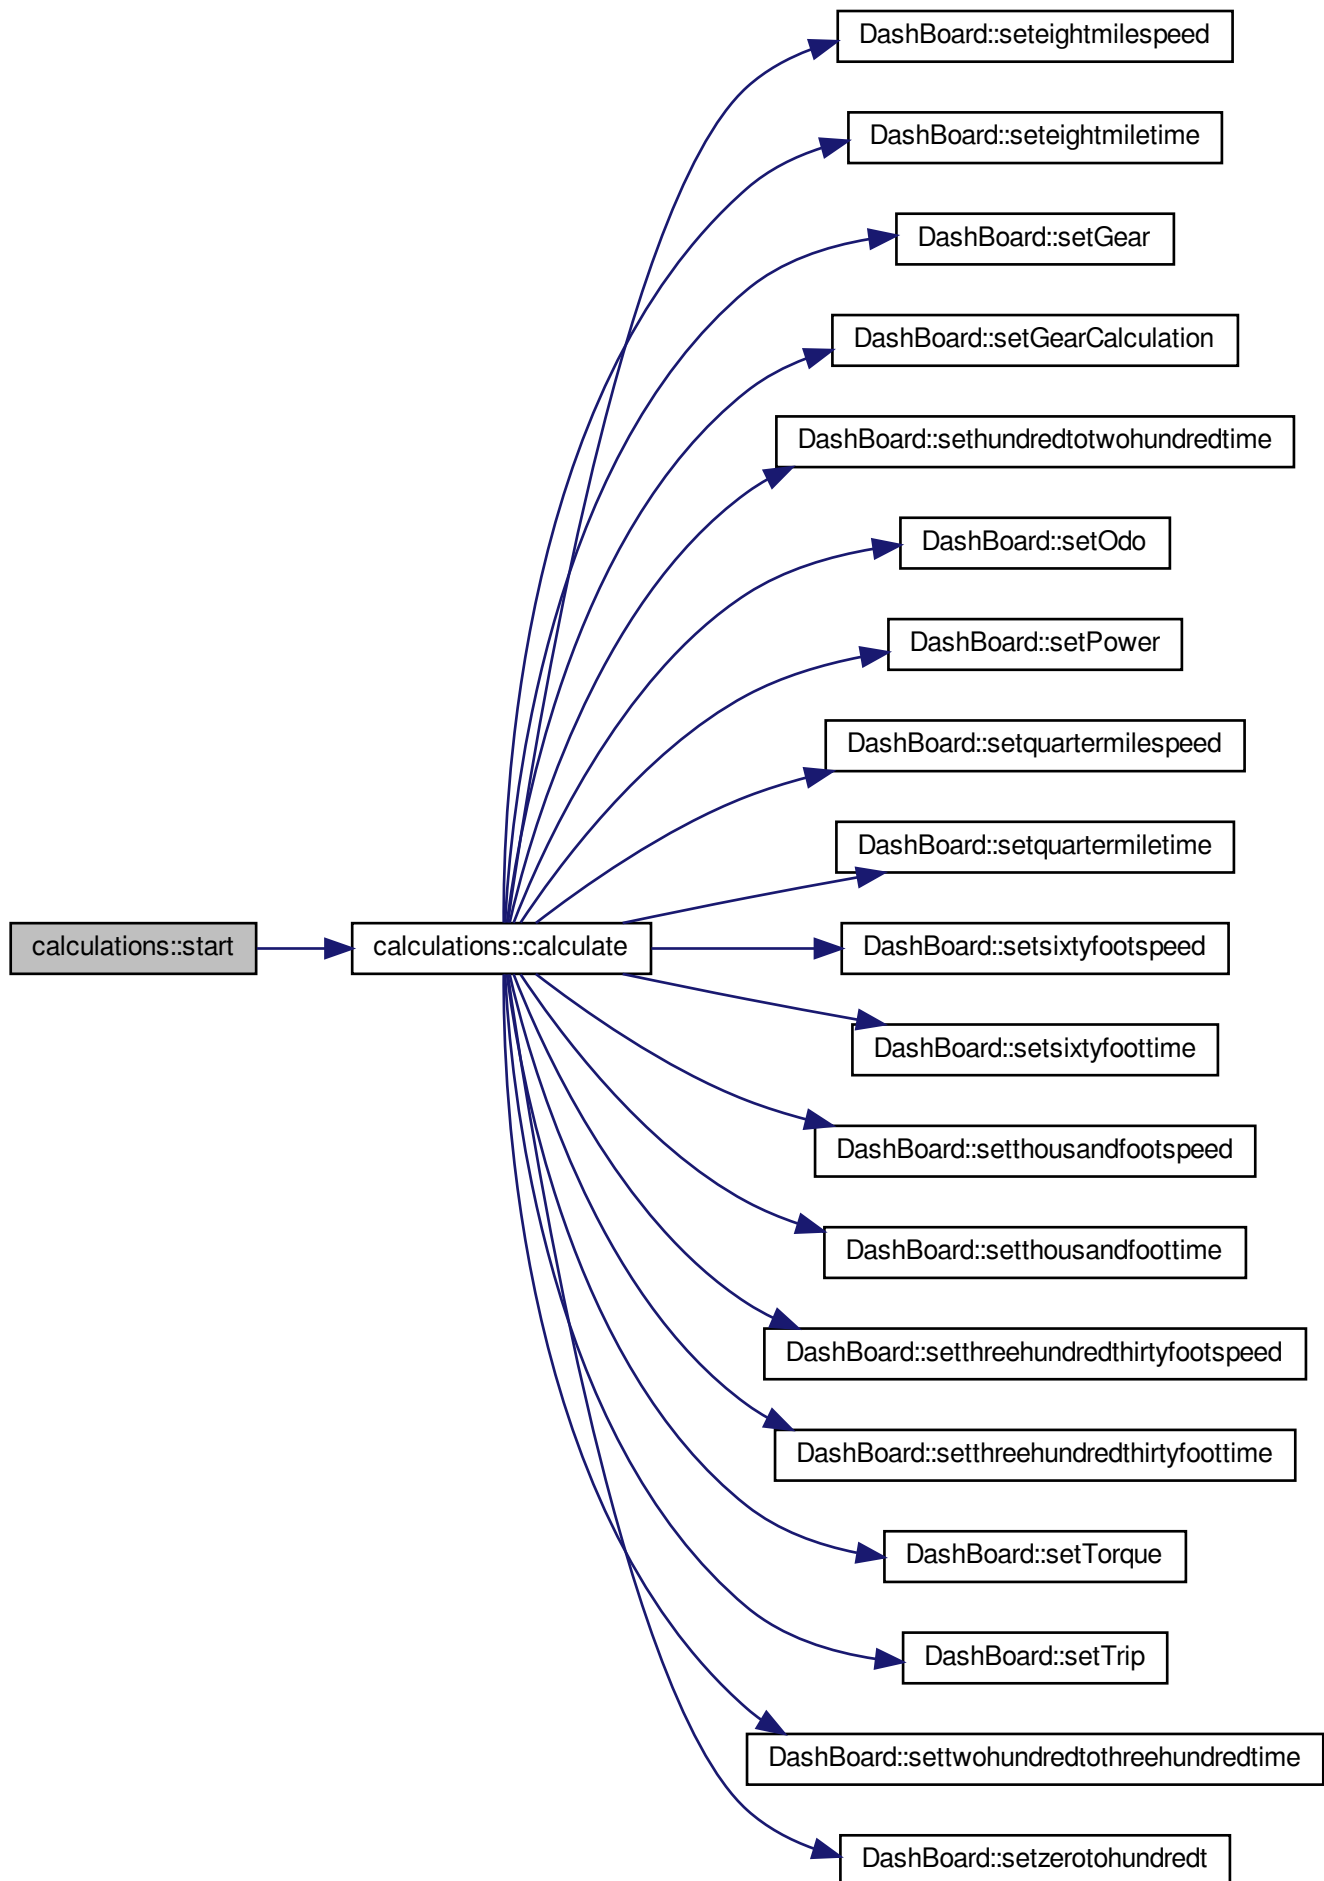 DashBoard::seteightmilespeed
DashBoard::seteightmiletime
DashBoard::setGear
DashBoard::setGearCalculation
DashBoard::sethundredtotwohundredtime
DashBoard::setOdo
DashBoard::setPower
DashBoard::setquartermilespeed
DashBoard::setquartermiletime
calculations::start
calculations::calculate
DashBoard::setsixtyfootspeed
DashBoard::setsixtyfoottime
DashBoard::setthousandfootspeed
DashBoard::setthousandfoottime
DashBoard::setthreehundredthirtyfootspeed
DashBoard::setthreehundredthirtyfoottime
DashBoard::setTorque
DashBoard::setTrip
DashBoard::settwohundredtothreehundredtime
DashBoard::setzerotohundredt